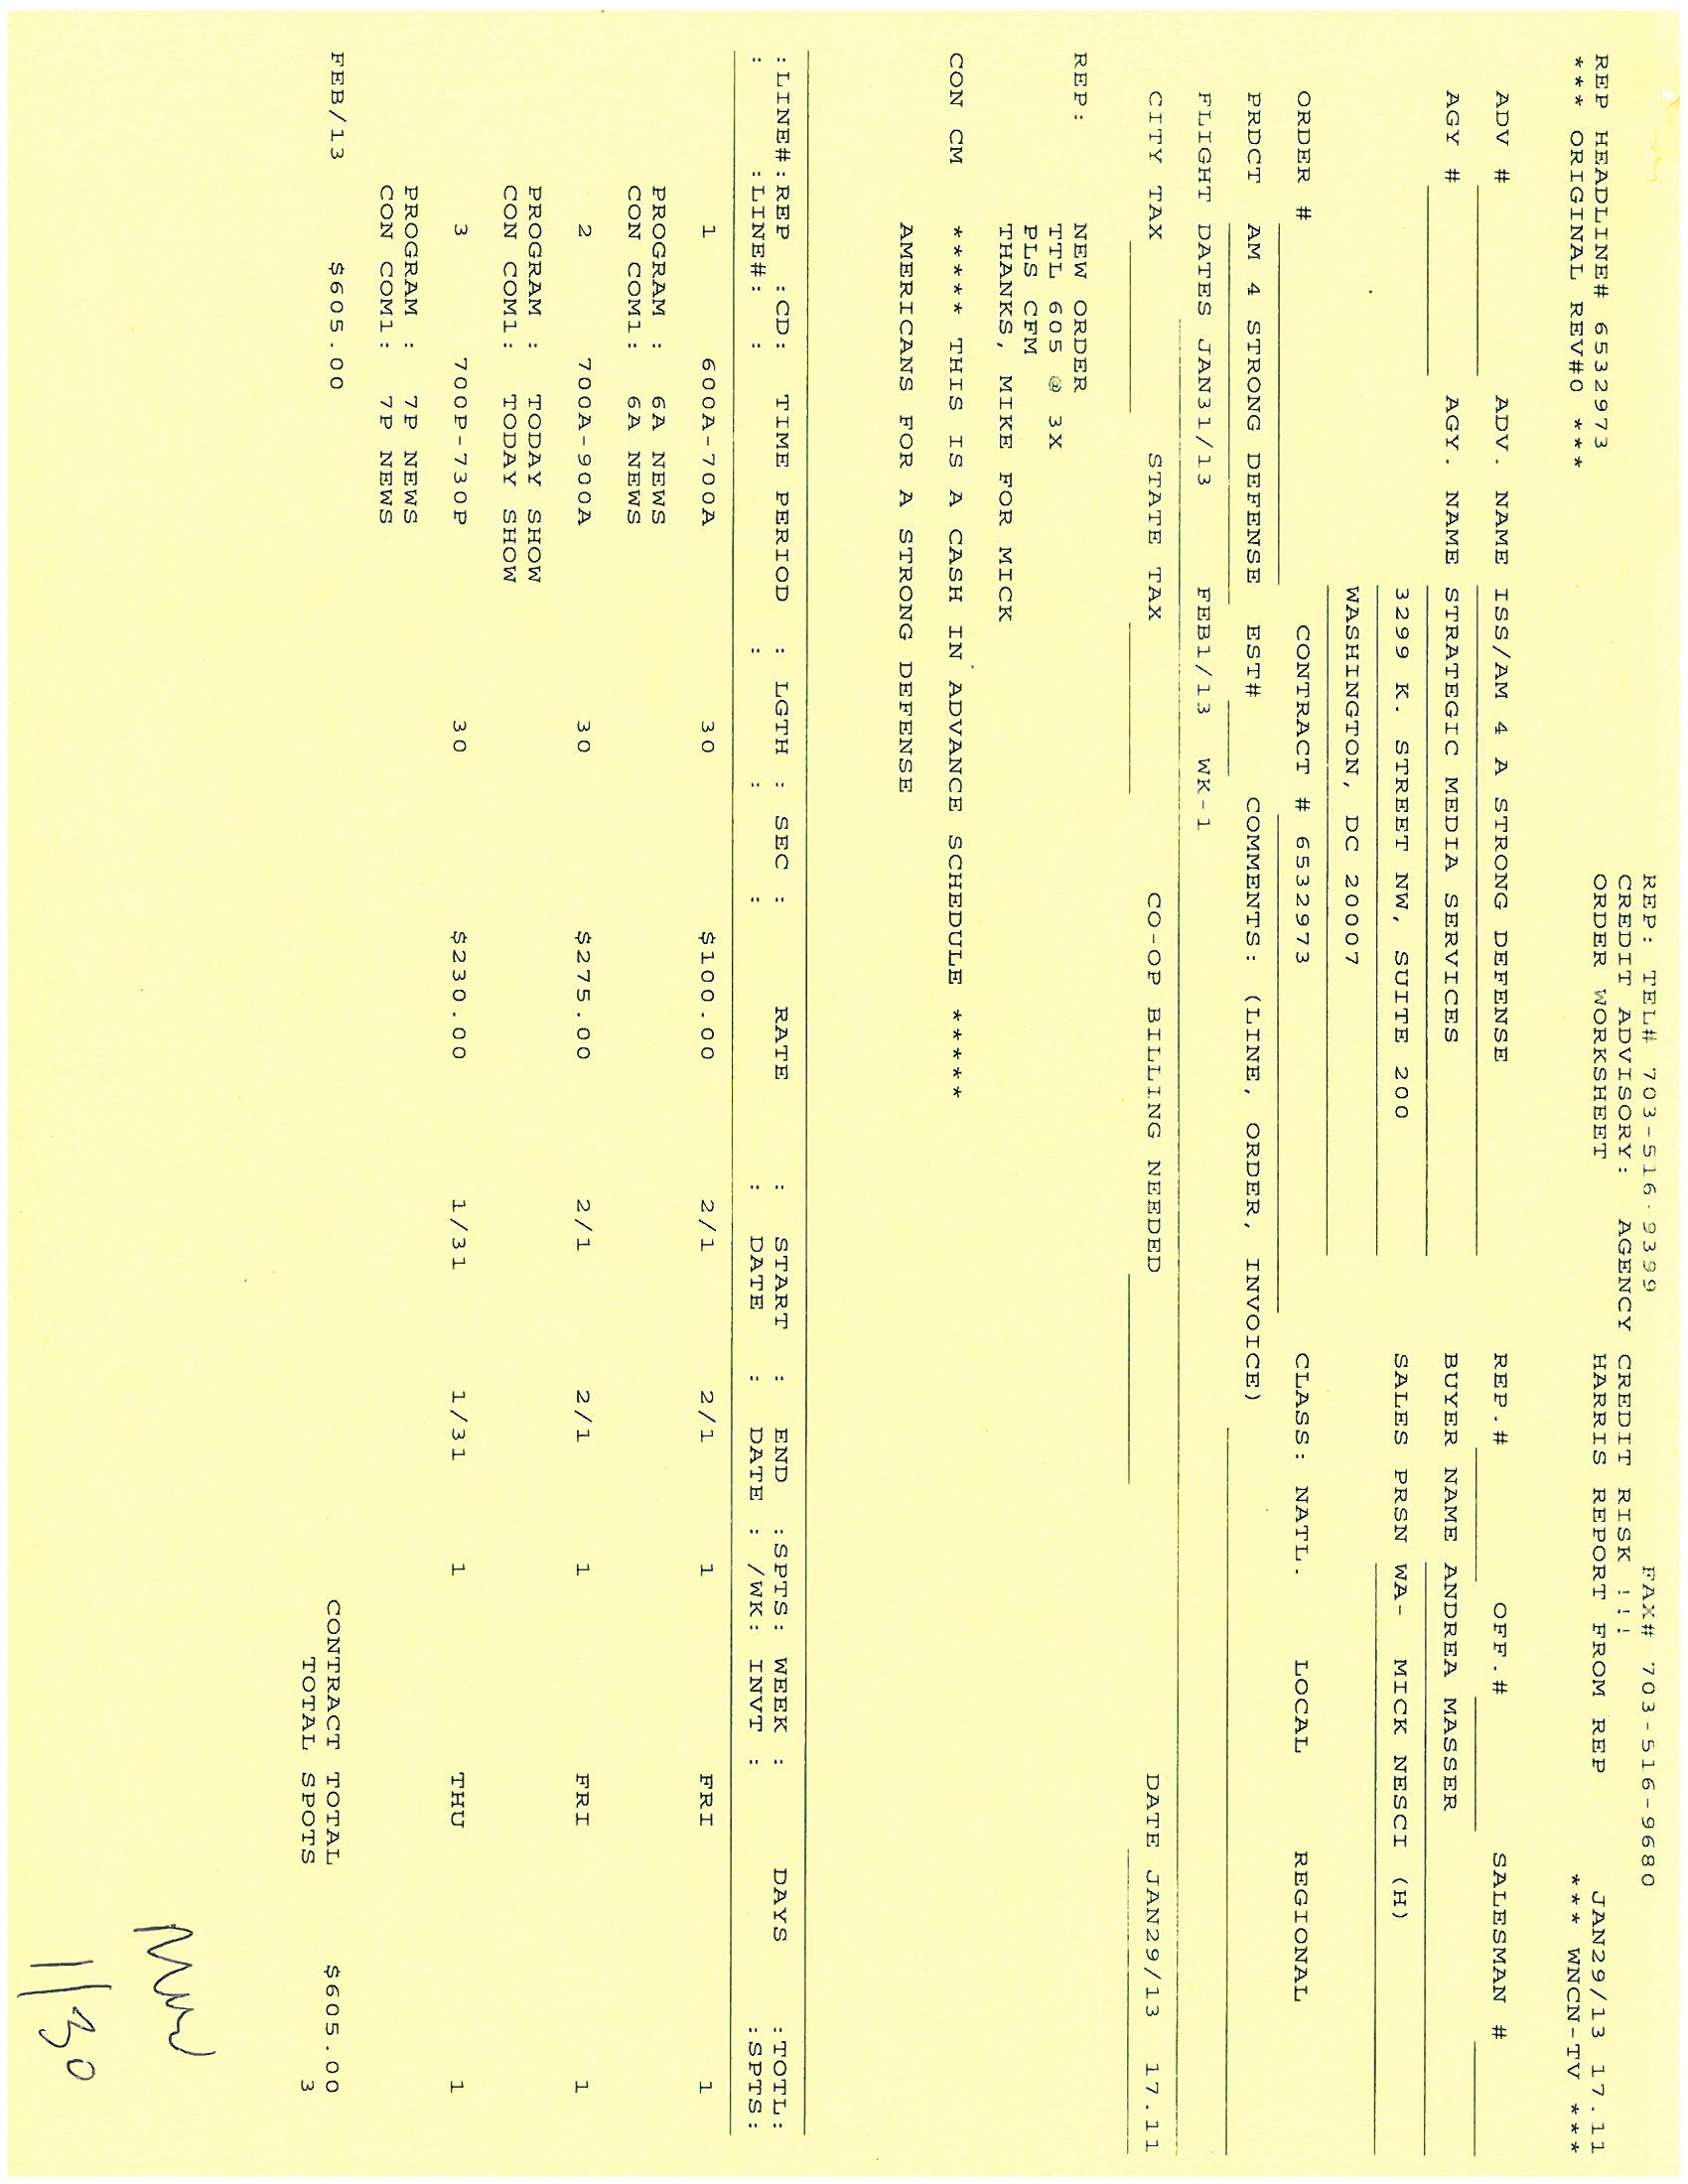 REP: TEL# 703-516-9399 FAX# 703-516-9680
CREDIT ADVISORY: AGENCY CREDIT RISK !!!
REP HEADLINE# 6532973 ORDER WORKSHEET HARRIS REPORT FROM REP JAN29/13 17.11
*** ORIGINAL REV#0 *** *** WNCN-TV ***
ADV # ADV. NAME ISS/AM 4 A STRONG DEFENSE REP.# OFF.# SALESMAN #
AGY # AGY. NAME STRATEGIC MEDIA SERVICES BUYER NAME ANDREA MASSER
3299 K. STREET NW, SUITE 200 SALES PRSN WA- MICK NESCI (H)
WASHINGTON, DC 20007
ORDER # CONTRACT # 6532973 CLASS: NATL. LOCAL REGIONAL
PRDCT AM 4 STRONG DEFENSE EST# COMMENTS: (LINE, ORDER, INVOICE)
FLIGHT DATES JAN31/13 FEB1/13 WK-1
CITY TAX STATE TAX CO-OP BILLING NEEDED DATE JAN29/13 17.11
REP: NEW ORDER
TTL 605 @ 3X
PLS CFM
THANKS, MIKE FOR MICK
CON CM ***** THIS IS A CASH IN ADVANCE SCHEDULE *****
AMERICANS FOR A STRONG DEFENSE
:LINE#:REP :CD: TIME PERIOD : LGTH : SEC : RATE : START : END :SPTS: WEEK : DAYS :TOTL:
: :LINE#: : : : : : DATE : DATE : /WK: INVT : :SPTS:
1 600A-700A 30 $100.00 2/1 2/1 1 FRI 1
PROGRAM : 6A NEWS
CON COM1: 6A NEWS
2 700A-900A 30 $275.00 2/1 2/1 1 FRI 1
PROGRAM : TODAY SHOW
CON COM1: TODAY SHOW
3 700P-730P 30 $230.00 1/31 1/31 1 THU 1
PROGRAM : 7P NEWS
CON COM1: 7P NEWS
FEB/13 $605.00 CONTRACT TOTAL $605.00
TOTAL SPOTS 3
1/30